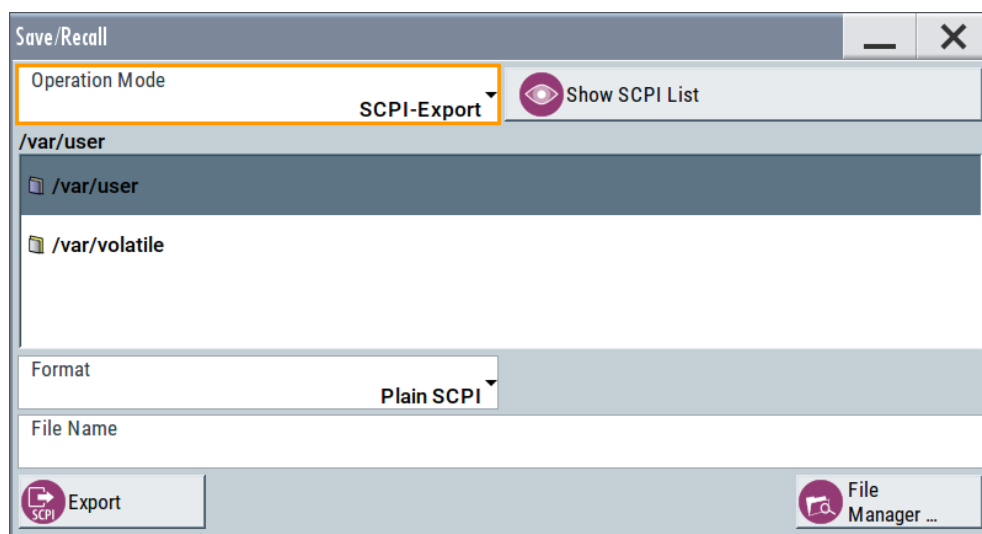 Save/Recall
Operation Mode
SCPI-Export
Show SCPI List
/var/user
/var/user
/var/volatile
Format
Plain SCPI
File Name
SCPI
Export
File
Manager ...